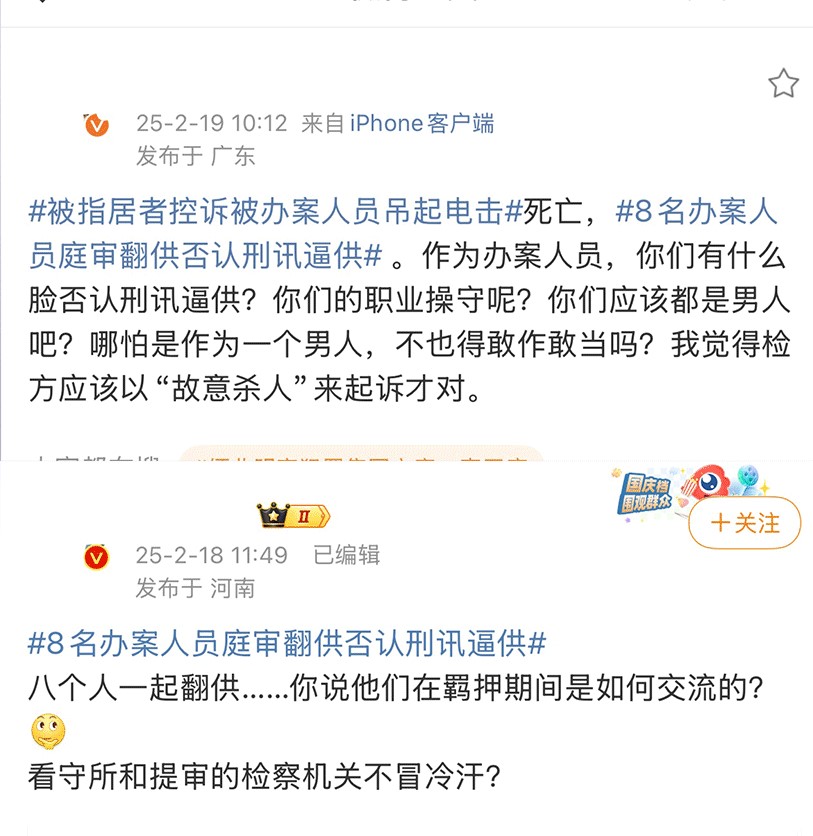 25-2-19 10:12 来自 iPhone客户端
发布于 广东
#被指居者控诉被办案人员吊起电击#死亡，#8名办案人
员庭审翻供否认刑讯逼供# 。作为办案人员，你们有什么
脸否认刑讯逼供？你们的职业操守呢？你们应该都是男人
吧？哪怕是作为一个男人，不也得敢作敢当吗？我觉得检
方应该以“故意杀人”来起诉才对。
II
国庆档
围观群众
＋关注
25-2-18 11:49 已编辑
发布于 河南
#8名办案人员庭审翻供否认刑讯逼供#
八个人一起翻供......你说他们在羁押期间是如何交流的？
看守所和提审的检察机关不冒冷汗？